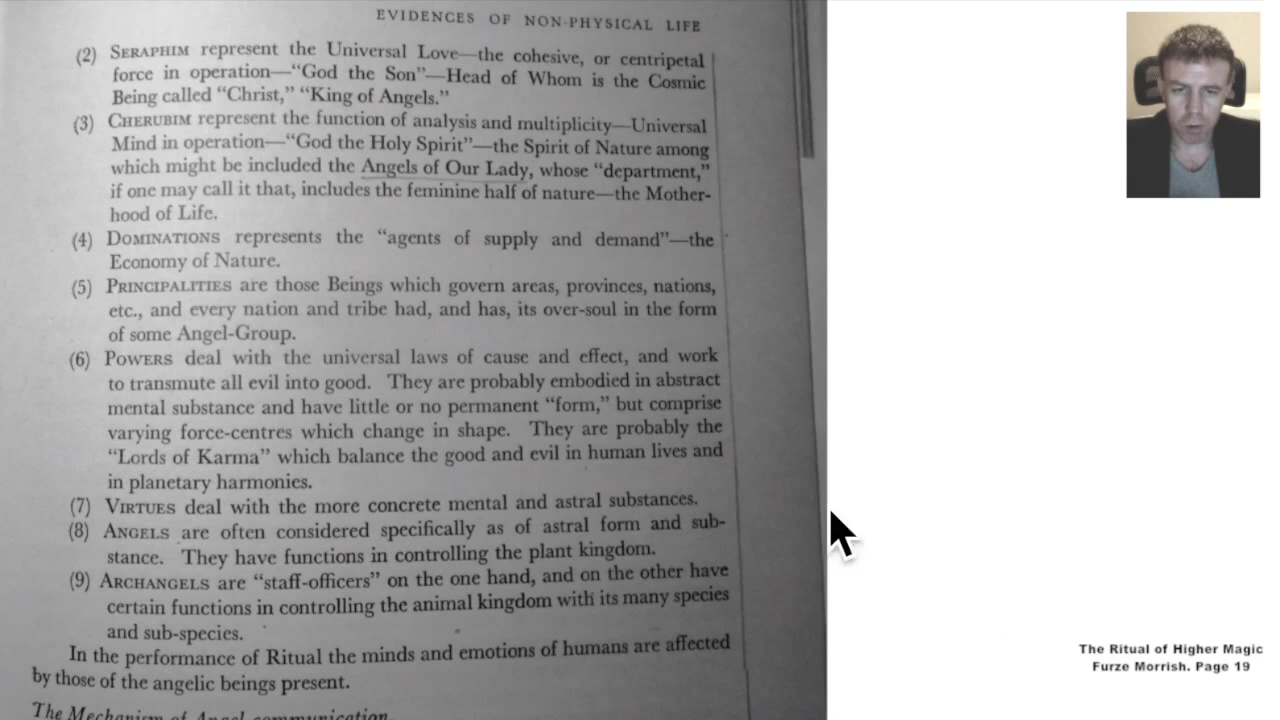 EVIDENCES OF NON-PHYSICAL LIFE
(2) SERAPHIM represent the Universal Love—the cohesive, or centripetal
force in operation—“God the Son”—Head of Whom is the Cosmic
Being called “Christ,” “King of Angels.”
(3) CHERUBIM represent the function of analysis and multiplicity—Universal
Mind in operation—“God the Holy Spirit”—the Spirit of Nature among
which might be included the Angels of Our Lady, whose “department,”
if one may call it that, includes the feminine half of nature—the Mother-
hood of Life.
(4) DOMINATIONS represents the “agents of supply and demand”—the
Economy of Nature.
(5) PRINCIPALITIES are those Beings which govern areas, provinces, nations,
etc., and every nation and tribe had, and has, its over-soul in the form
of some Angel-Group.
(6) POWERS deal with the universal laws of cause and effect, and work
to transmute all evil into good. They are probably embodied in abstract
mental substance and have little or no permanent “form,” but comprise
varying force-centres which change in shape. They are probably the
“Lords of Karma” which balance the good and evil in human lives and
in planetary harmonies.
(7) VIRTUES deal with the more concrete mental and astral substances.
(8) ANGELS are often considered specifically as of astral form and sub-
stance. They have functions in controlling the plant kingdom.
(9) ARCHANGELS are “staff-officers” on the one hand, and on the other have
certain functions in controlling the animal kingdom with its many species
and sub-species.
In the performance of Ritual the minds and emotions of humans are affected
by those of the angelic beings present.
The Mechanism of Angel communication.
The Ritual of Higher Magic
Furze Morrish. Page 19